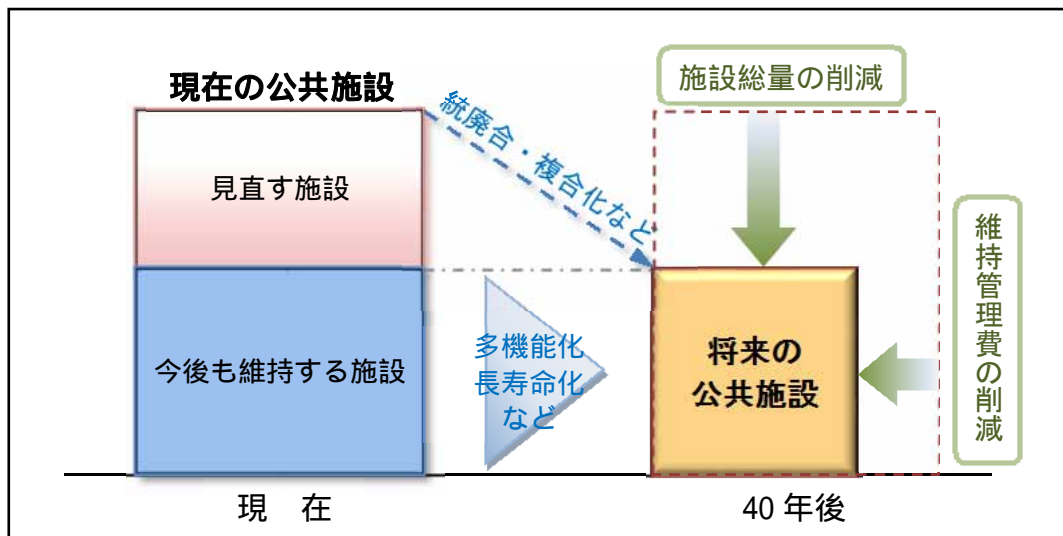 現在の公共施設
見直す施設
今後も維持する施設
統廃合・複合化など
多機能化
長寿命化
など
施設総量の削減
維持管理費の削減
将来の
公共施設
現 在
40 年後